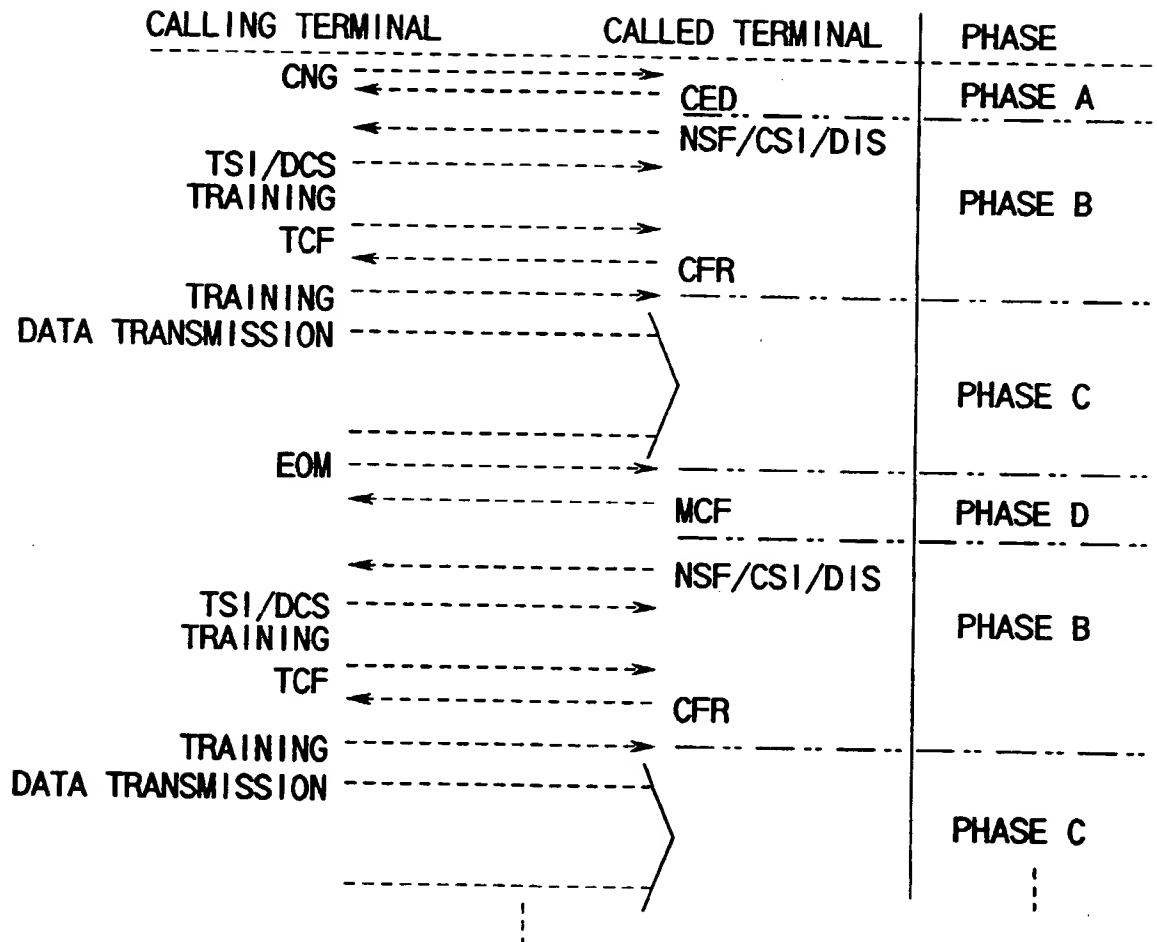 CALLING TERMINAL CALLED TERMINAL PHASE
CNG
CED PHASE A
NSF/CSI/DIS
TSI/DCS
TRAINING PHASE B
TCF
CFR
TRAINING
DATA TRANSMISSION
PHASE C
EOM
MCF PHASE D
NSF/CSI/DIS
TSI/DCS
TRAINING PHASE B
TCF
CFR
TRAINING
DATA TRANSMISSION
PHASE C